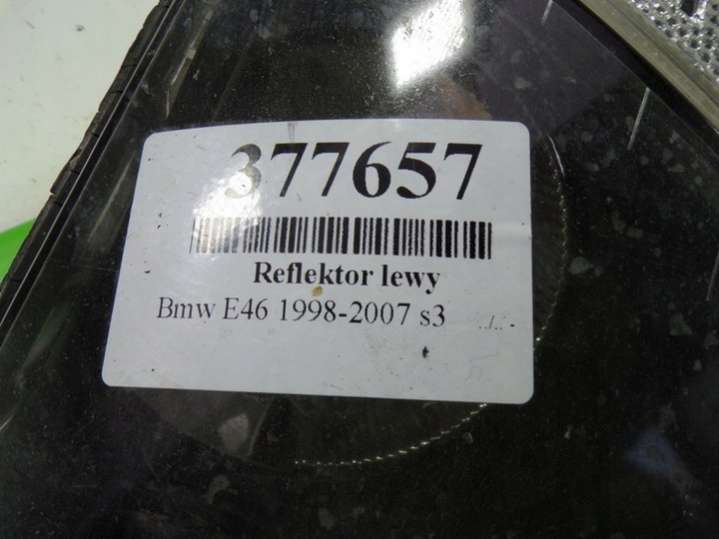 377657
Reflektor lewy
Bmw E46 1998-2007 s3 ././.-